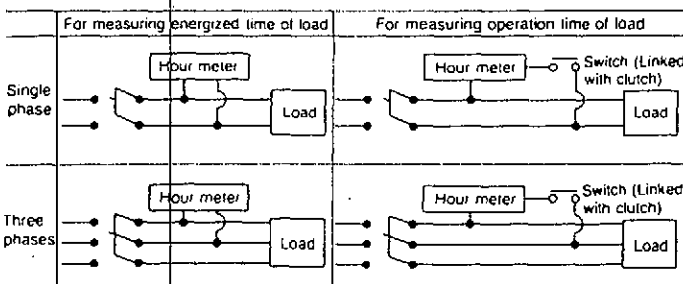 For measuring energized time of load
For measuring operation time of load
Single
phase
Hour meter
Load
Hour meter
Switch (Linked
with clutch)
Load
Three
phases
Hour meter
Load
Hour meter
Switch (Linked
with clutch)
Load